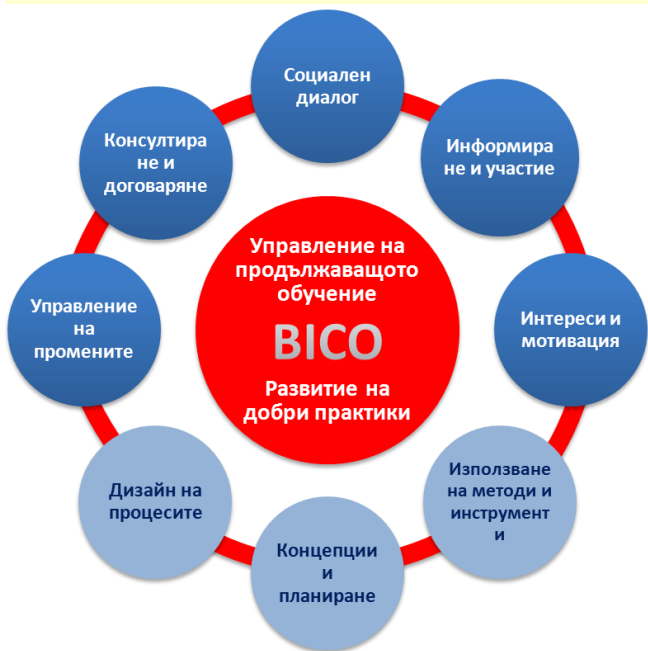 Социален
диалог
Информира
не и участие
Интереси и
мотивация
Използване
на методи и
инструмент
и
Концепции
и
планиране
Дизайн на
процесите
Управление
на
промените
Консултира
не и
договаряне
Управление на
продължаващото
обучение
BICO
Развитие на
добри практики